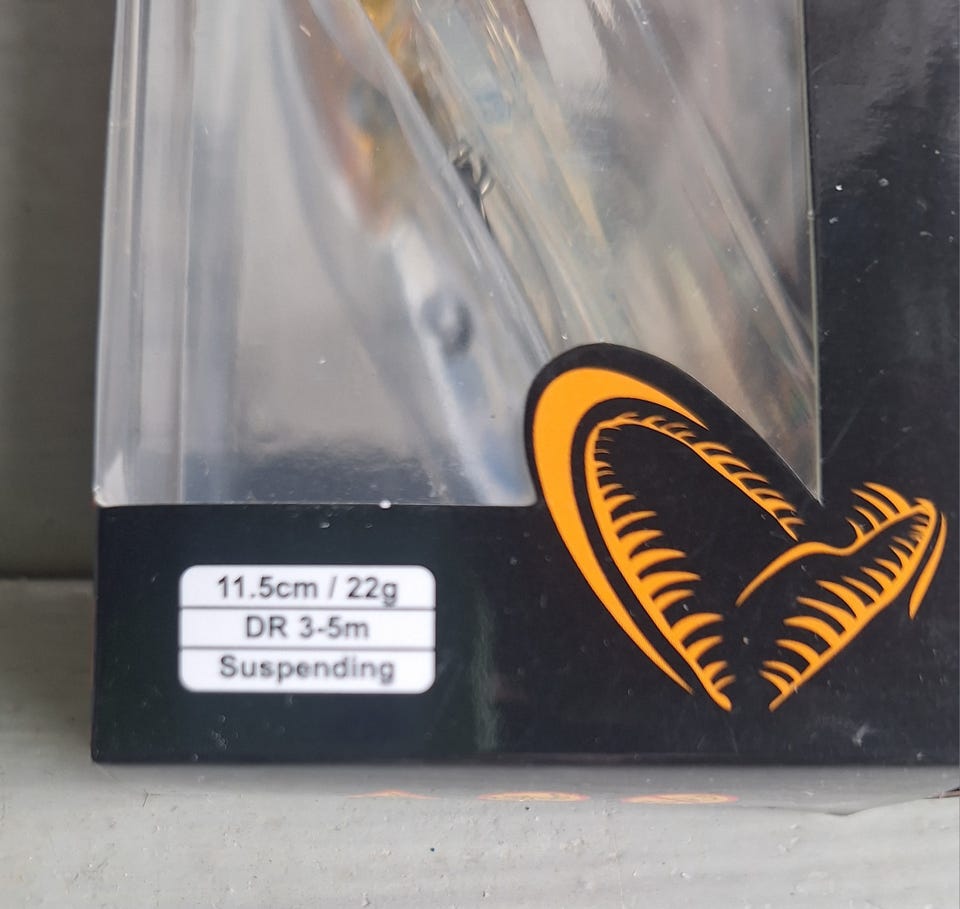 11.5cm / 22g
DR 3-5m
Suspending